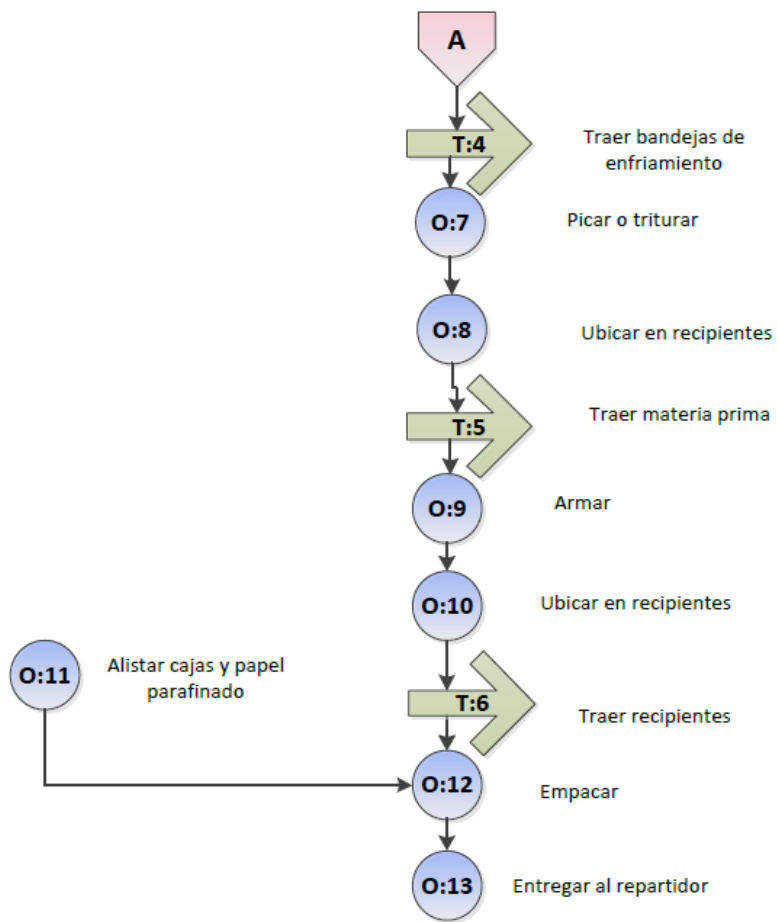 A
T:4
Traer bandejas de
enfriamiento
O:7
Picar o triturar
O:8
Ubicar en recipientes
T:5
Traer materia prima
O:9
Armar
O:10
Ubicar en recipientes
O:11
Alistar cajas y papel
parafinado
T:6
Traer recipientes
O:12
Empacar
O:13
Entregar al repartidor